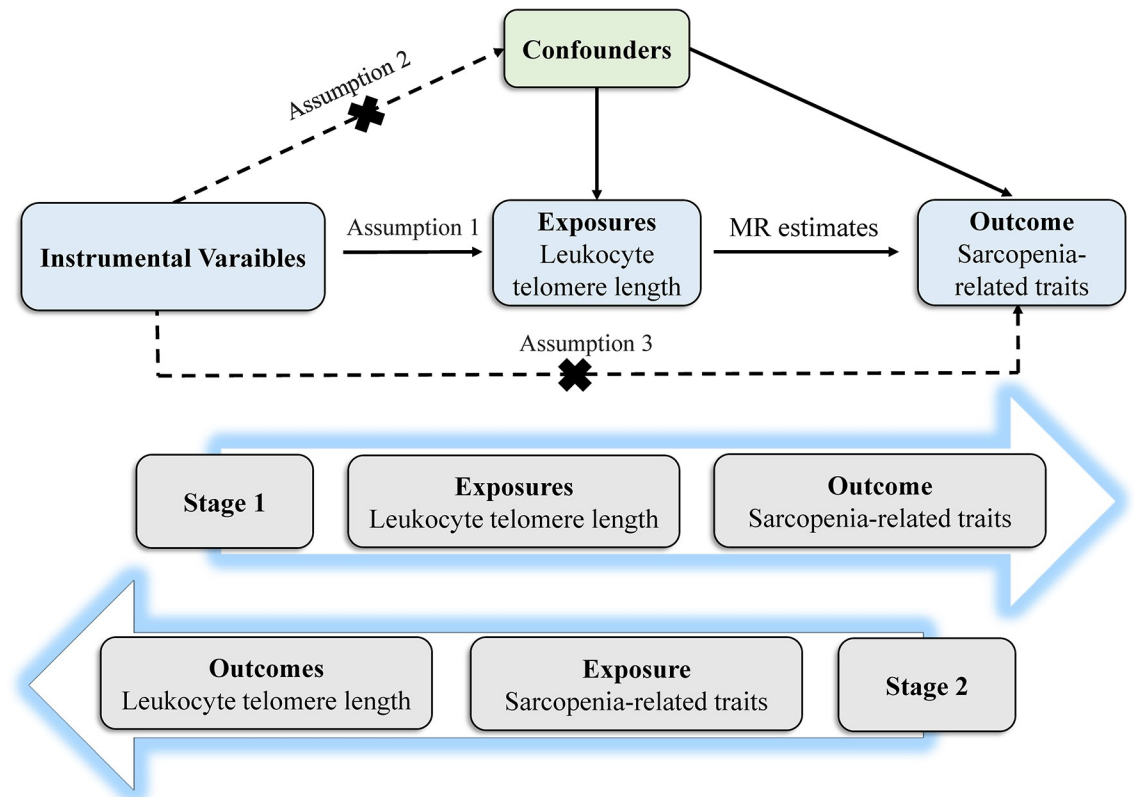 Confounders
Assumption 2
Instrumental Varaibles
Assumption 1
Exposures
Leukocyte
telomere length
MR estimates
Outcome
Sarcopenia-
related traits
Assumption 3
Stage 1
Exposures
Leukocyte telomere length
Outcome
Sarcopenia-related traits
Outcomes
Leukocyte telomere length
Exposure
Sarcopenia-related traits
Stage 2